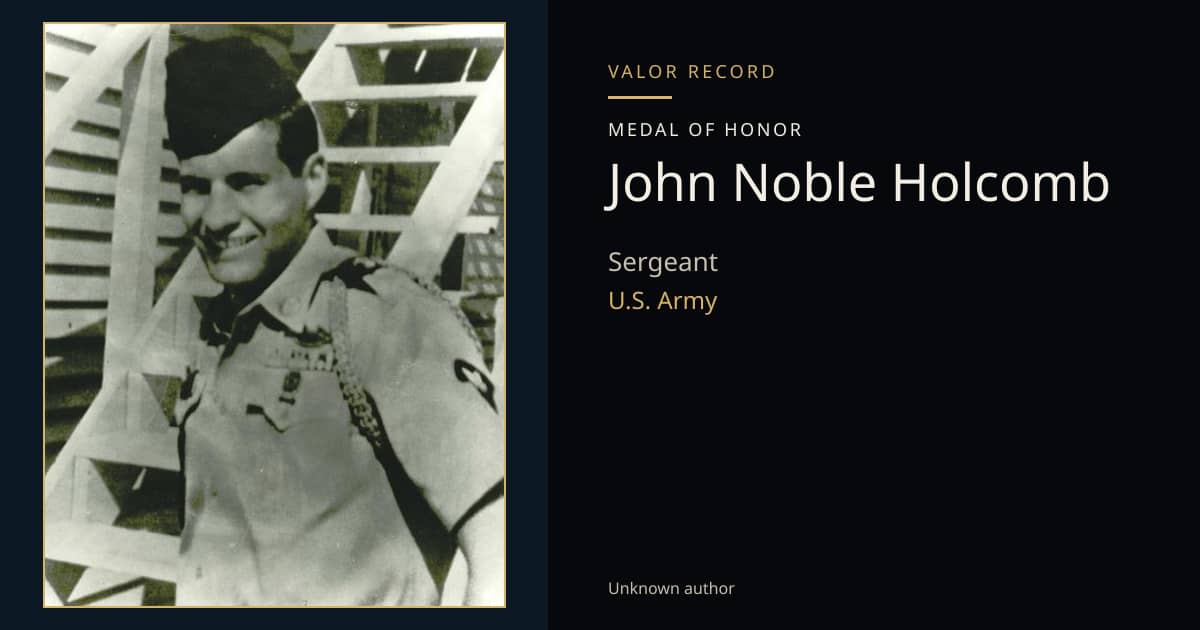 VALOR RECORD
MEDAL OF HONOR
John Noble Holcomb
Sergeant
U.S. Army
Unknown author